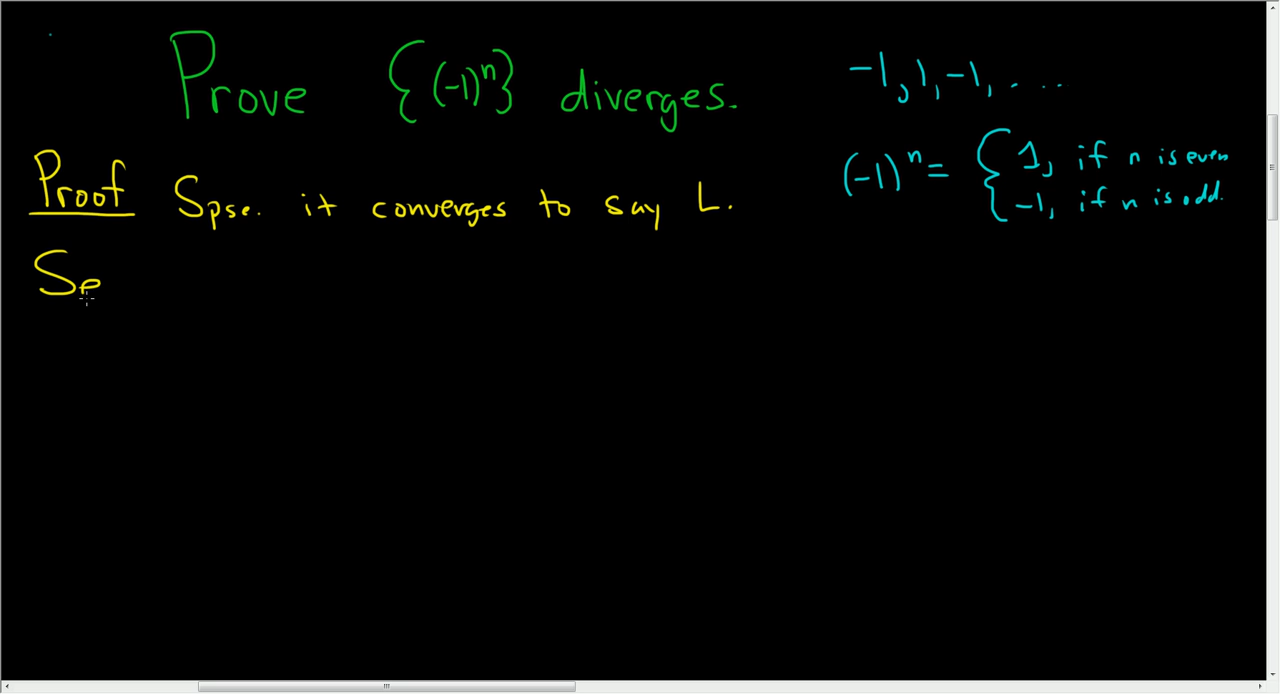 Prove {(-1)^n} diverges.
-1, 1, -1, . . . .
(-1)^n = { 1, if n is even
-1, if n is odd.
Proof Spse. it converges to say L.
Se